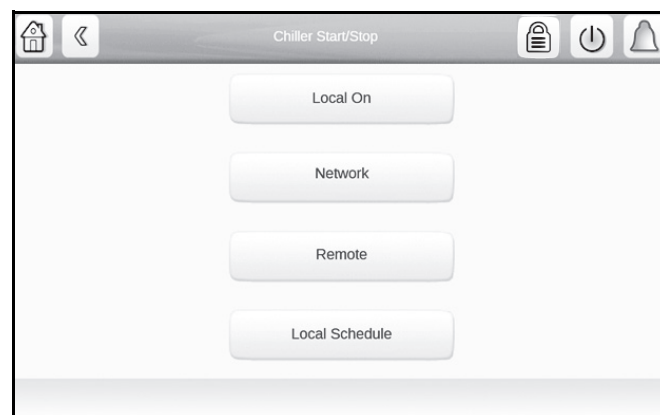 Chiller Start/Stop
Local On
Network
Remote
Local Schedule